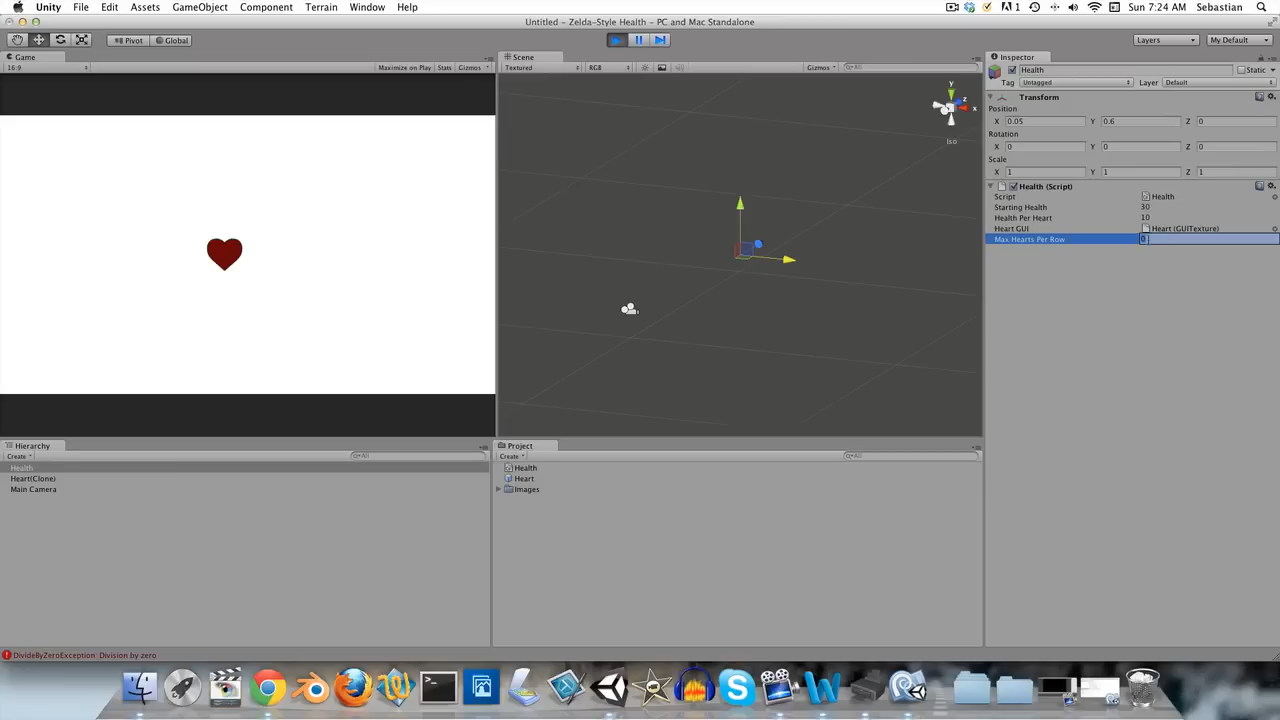 Unity File Edit Assets GameObject Component Terrain Window Help 1 Sun 7:24 AM Sebastian
Untitled - Zelda-Style Health - PC and Mac Standalone
Pivot Global Layers My Default
Game Scene Inspector
16:9 Maximize on Play Stats Gizmos Textured RGB Gizmos All
Health Static
Tag Untagged Layer Default
Transform
Position
X 0.05 Y 0.6 Z 0
Rotation
X 0 Y 0 Z 0
Scale
X 1 Y 1 Z 1
y
z
x
Iso
Health (Script)
Script Health
Starting Health 30
Health Per Heart 10
Heart GUI Heart (GUITexture)
Max Hearts Per Row 0
Hierarchy Project
Create All Create All
Health
Heart(Clone)
Main Camera
Health
Heart
Images
DivideByZeroException: Division by zero